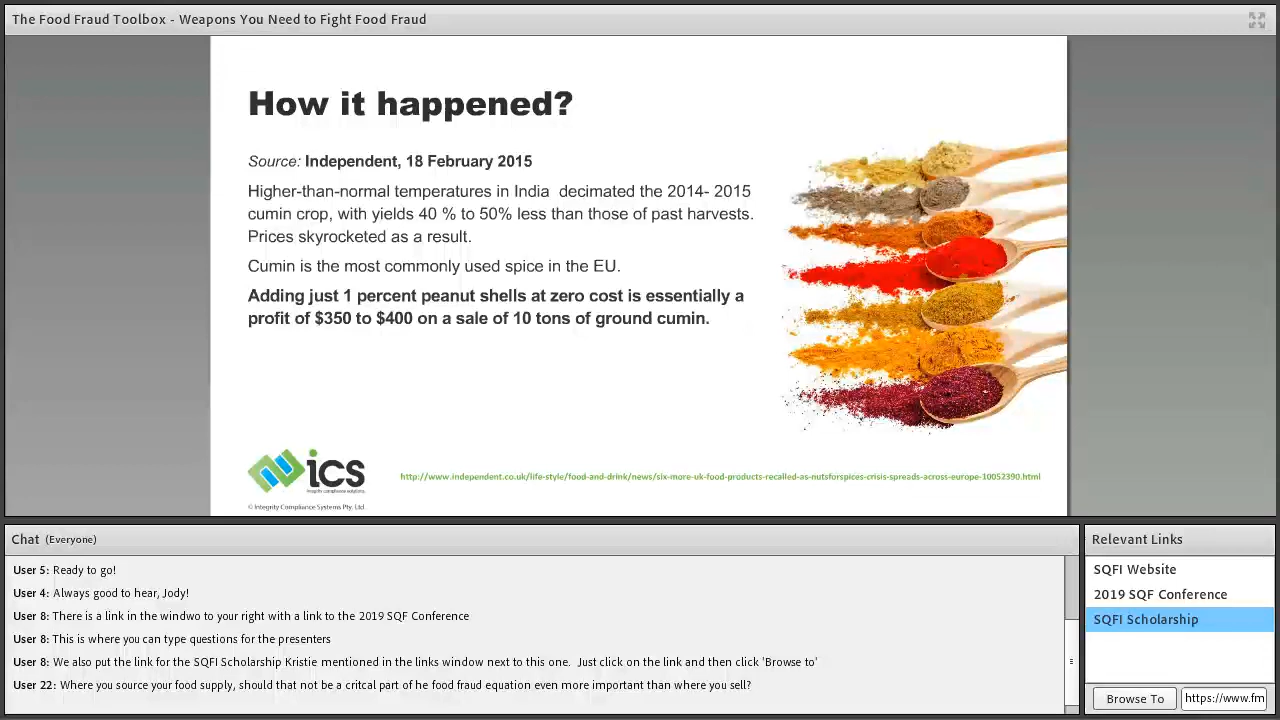 The Food Fraud Toolbox - Weapons You Need to Fight Food Fraud
How it happened?
Source: Independent, 18 February 2015
Higher-than-normal temperatures in India  decimated the 2014- 2015
cumin crop, with yields 40 % to 50% less than those of past harvests.
Prices skyrocketed as a result.
Cumin is the most commonly used spice in the EU.
Adding just 1 percent peanut shells at zero cost is essentially a
profit of $350 to $400 on a sale of 10 tons of ground cumin.
ics
integrity compliance solutions
http://www.independent.co.uk/life-style/food-and-drink/news/six-more-uk-food-products-recalled-as-nutsforspices-crisis-spreads-across-europe-10052390.html
© Integrity Compliance Systems Pty. Ltd.
Chat (Everyone)
User 5: Ready to go!
User 4: Always good to hear, Jody!
User 8: There is a link in the windwo to your right with a link to the 2019 SQF Conference
User 8: This is where you can type questions for the presenters
User 8: We also put the link for the SQFI Scholarship Kristie mentioned in the links window next to this one.  Just click on the link and then click 'Browse to'
User 22: Where you source your food supply, should that not be a critcal part of he food fraud equation even more important than where you sell?
Relevant Links
SQFI Website
2019 SQF Conference
SQFI Scholarship
Browse To
https://www.fm